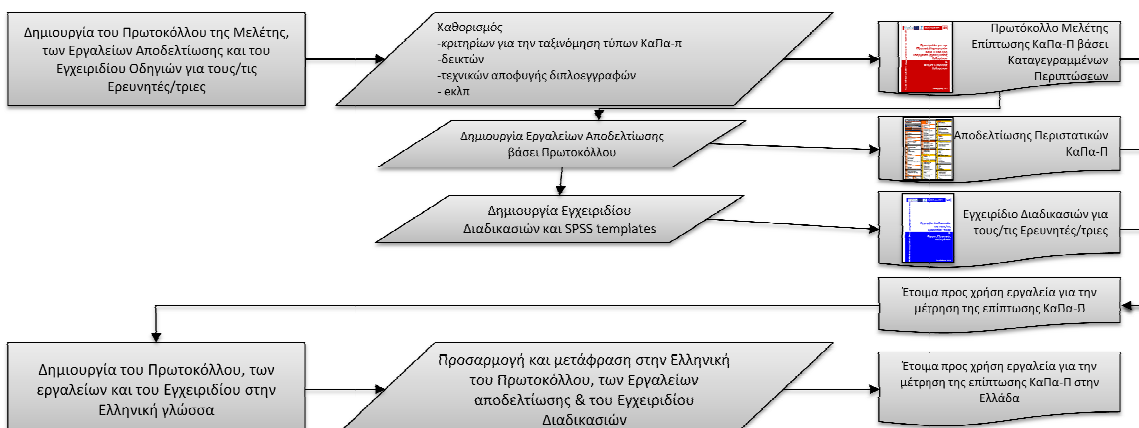 Δημιουργία του Πρωτοκόλλου της Μελέτης,
των Εργαλείων Αποδελτίωσης και του
Εγχειριδίου Οδηγιών για τους/τις
Ερευνητές/τριες
Καθορισμός
-κριτηρίων για την ταξινόμηση τύπων ΚαΠα-π
-δεικτών
-τεχνικών αποφυγής διπλοεγγραφών
- εκλπ
Πρωτόκολλο Μελέτης
Επίπτωσης ΚαΠα-Π βάσει
Καταγεγραμμένων
Περιπτώσεων
Δημιουργία Εργαλείων Αποδελτίωσης
βάσει Πρωτοκόλλου
Αποδελτίωσης Περιστατικών
ΚαΠα-Π
Δημιουργία Εγχειριδίου
Διαδικασιών και SPSS templates
Εγχειρίδιο Διαδικασιών για
τους/τις Ερευνητές/τριες
Έτοιμα προς χρήση εργαλεία για την
μέτρηση της επίπτωσης ΚαΠα-Π
Δημιουργία του Πρωτοκόλλου, των
εργαλείων και του Εγχειριδίου στην
Ελληνική γλώσσα
Προσαρμογή και μετάφραση στην Ελληνική
του Πρωτοκόλλου, των Εργαλείων
αποδελτίωσης & του Εγχειριδίου
Διαδικασιών
Έτοιμα προς χρήση εργαλεία για την
μέτρηση της επίπτωσης ΚαΠα-Π στην
Ελλάδα